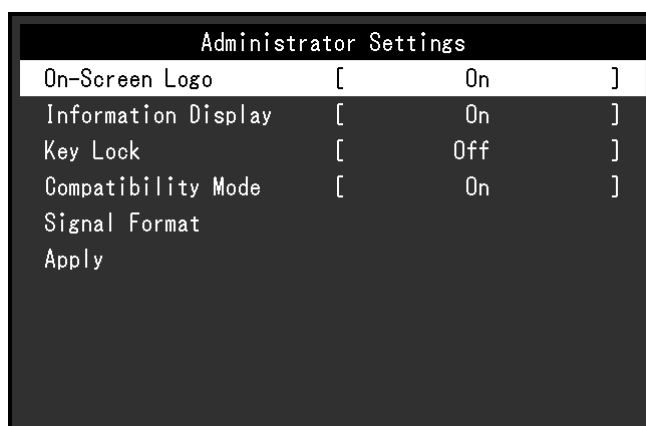 Administrator Settings
On-Screen Logo [ On ]
Information Display [ On ]
Key Lock [ Off ]
Compatibility Mode [ On ]
Signal Format
Apply